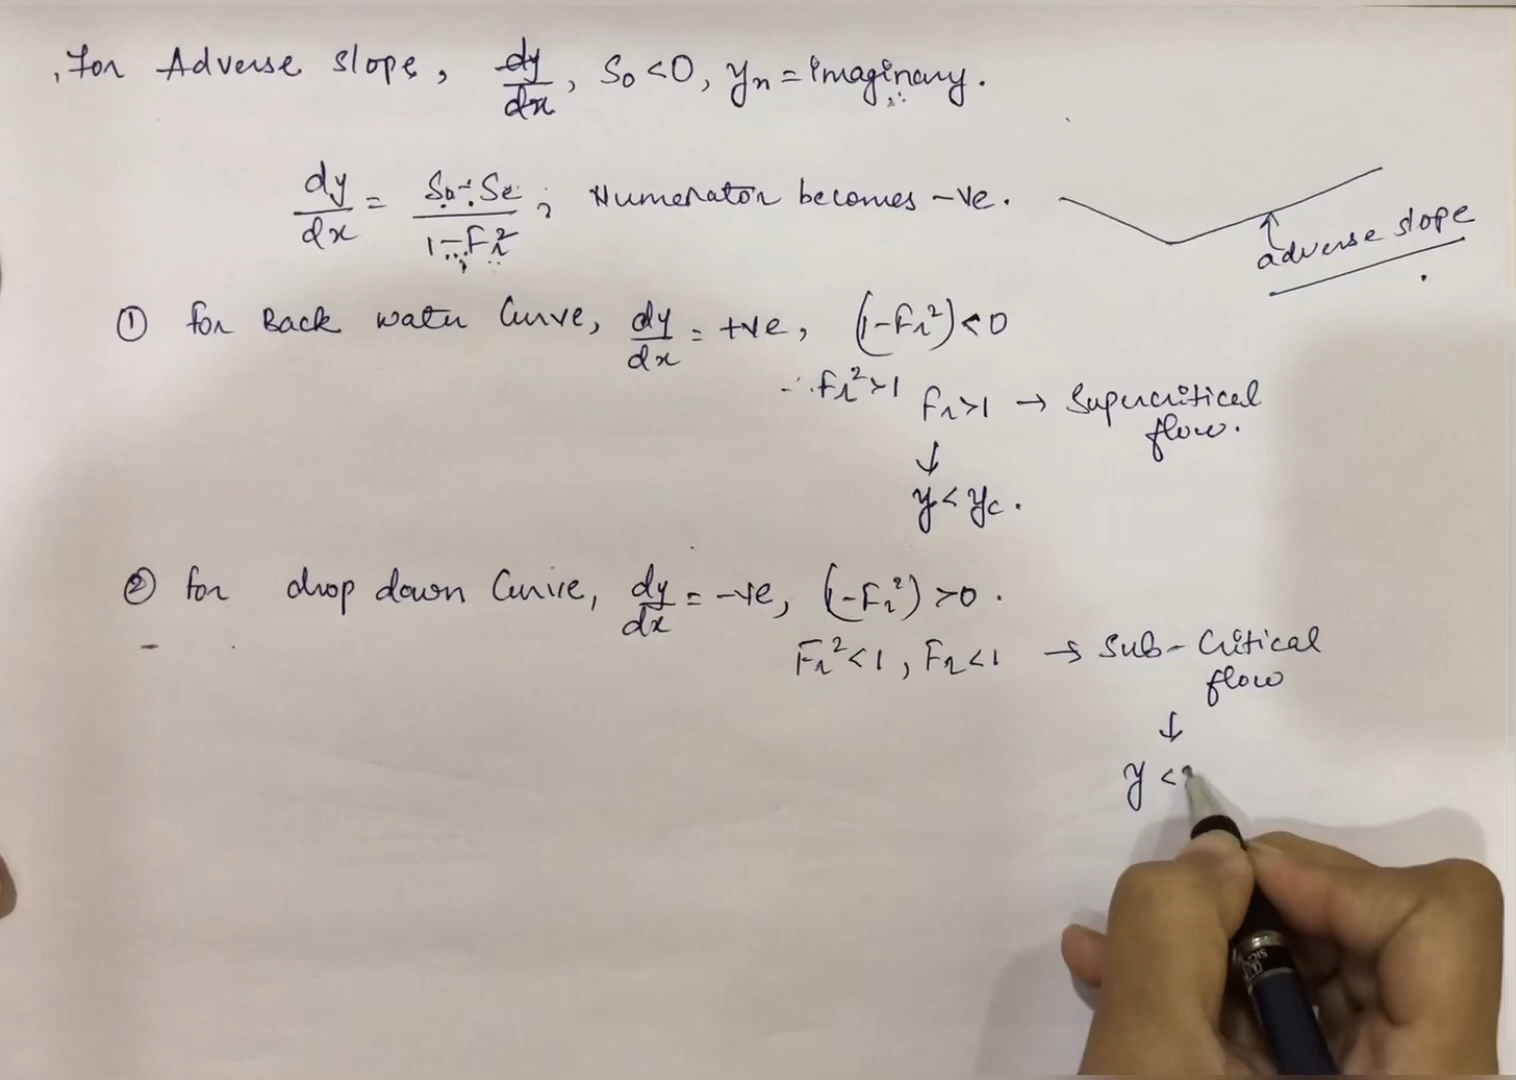 For Adverse slope, dy/dx, So<0, yn = imaginary.
dy/dx = So-Se/1-Fr²; Numerator becomes -ve.
adverse slope
① for Back water Curve, dy/dx = +ve, (1-Fr²)<0
∴ Fr²>1 Fr>1 → Supercritical
flow.
↓
y < yc.
② for drop down Curve, dy/dx = -ve, (1-Fr²) >0.
Fr²<1, Fr<1 → Sub-Critical
flow
↓
y <